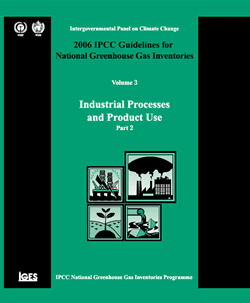 Intergovernmental Panel on Climate Change
2006 IPCC Guidelines for
National Greenhouse Gas Inventories
Volume 3
Industrial Processes
and Product Use
Part 2
IGES
IPCC National Greenhouse Gas Inventories Programme